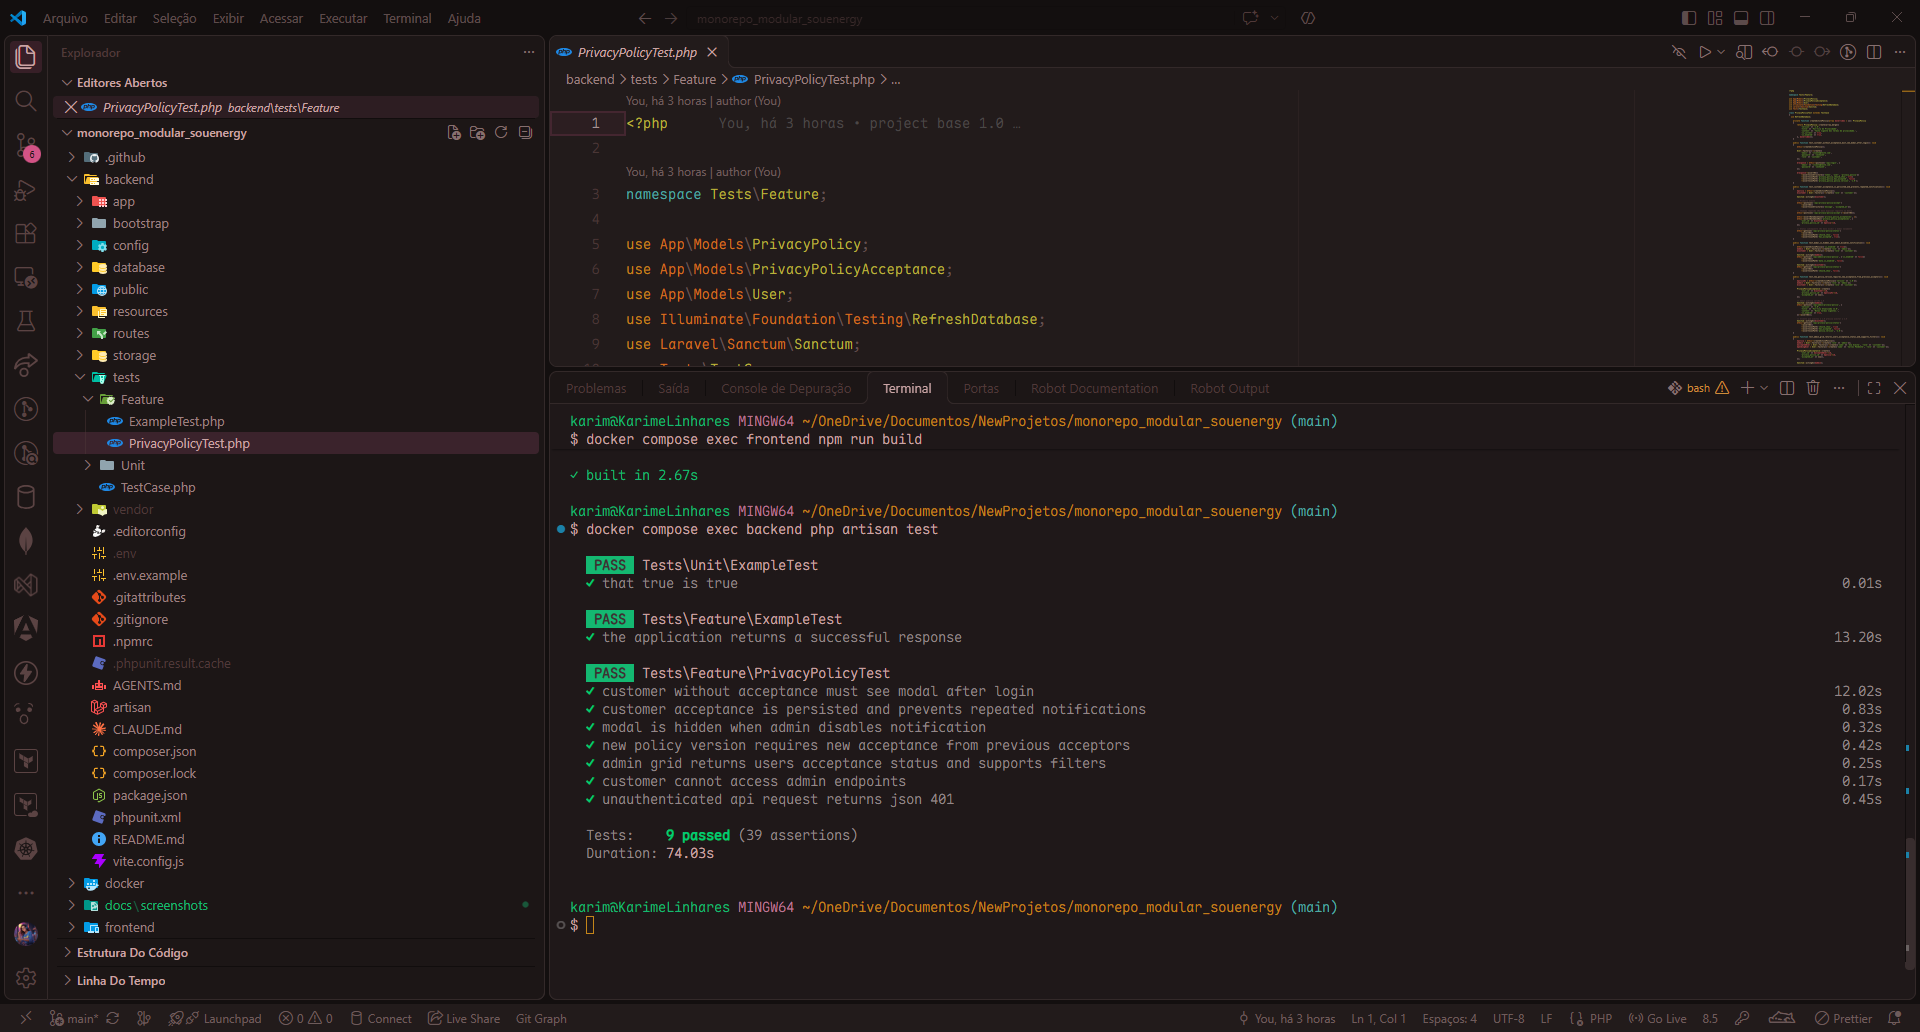 Arquivo Editar Seleção Exibir Acessar Executar Terminal Ajuda
monorepo_modular_souenergy
Explorador
Editores Abertos
PrivacyPolicyTest.php backend\tests\Feature
monorepo_modular_souenergy
.github
backend
app
bootstrap
config
database
public
resources
routes
storage
tests
Feature
ExampleTest.php
PrivacyPolicyTest.php
Unit
TestCase.php
vendor
.editorconfig
.env
.env.example
.gitattributes
.gitignore
.npmrc
.phpunit.result.cache
AGENTS.md
artisan
CLAUDE.md
composer.json
composer.lock
package.json
phpunit.xml
README.md
vite.config.js
docker
docs\screenshots
frontend
Estrutura Do Código
Linha Do Tempo
6
PrivacyPolicyTest.php
backend > tests > Feature > PrivacyPolicyTest.php > ...
You, há 3 horas | author (You)
1 <?php You, há 3 horas • project base 1.0 …
2
You, há 3 horas | author (You)
3 namespace Tests\Feature;
4
5 use App\Models\PrivacyPolicy;
6 use App\Models\PrivacyPolicyAcceptance;
7 use App\Models\User;
8 use Illuminate\Foundation\Testing\RefreshDatabase;
9 use Laravel\Sanctum\Sanctum;
Problemas Saída Console de Depuração Terminal Portas Robot Documentation Robot Output
bash
karim@KarimeLinhares MINGW64 ~/OneDrive/Documentos/NewProjetos/monorepo_modular_souenergy (main)
$ docker compose exec frontend npm run build
✓ built in 2.67s
karim@KarimeLinhares MINGW64 ~/OneDrive/Documentos/NewProjetos/monorepo_modular_souenergy (main)
$ docker compose exec backend php artisan test
PASS Tests\Unit\ExampleTest
✓ that true is true 0.01s
PASS Tests\Feature\ExampleTest
✓ the application returns a successful response 13.20s
PASS Tests\Feature\PrivacyPolicyTest
✓ customer without acceptance must see modal after login 12.02s
✓ customer acceptance is persisted and prevents repeated notifications 0.83s
✓ modal is hidden when admin disables notification 0.32s
✓ new policy version requires new acceptance from previous acceptors 0.42s
✓ admin grid returns users acceptance status and supports filters 0.25s
✓ customer cannot access admin endpoints 0.17s
✓ unauthenticated api request returns json 401 0.45s
Tests: 9 passed (39 assertions)
Duration: 74.03s
karim@KarimeLinhares MINGW64 ~/OneDrive/Documentos/NewProjetos/monorepo_modular_souenergy (main)
$
main* Launchpad 0 0 Connect Live Share Git Graph You, há 3 horas Ln 1, Col 1 Espaços: 4 UTF-8 LF PHP Go Live 8.5 Prettier